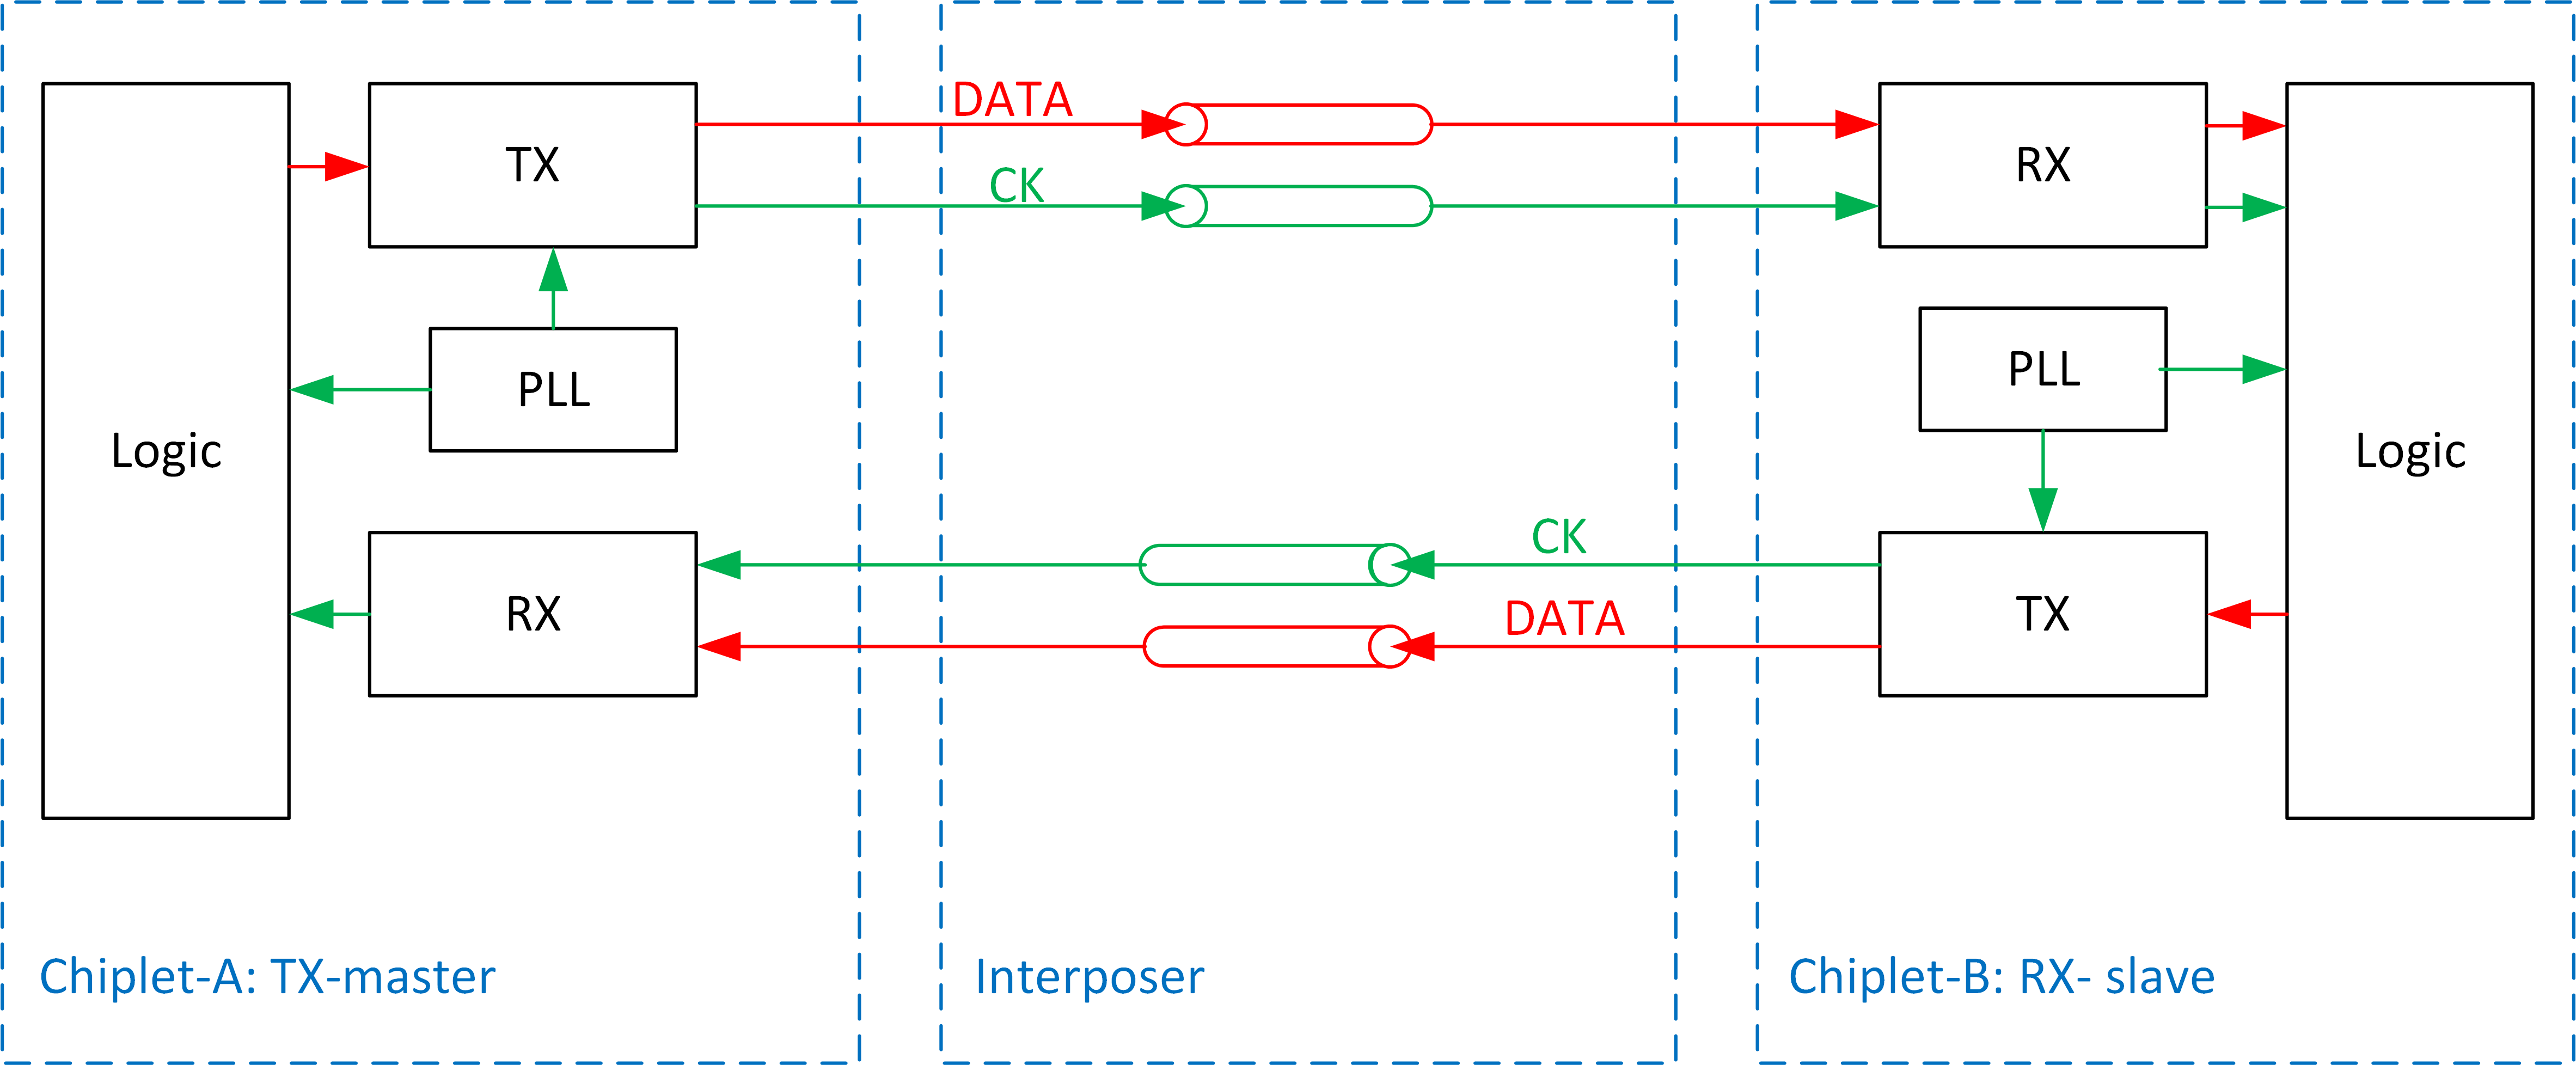 DATA
CK
TX
RX
PLL
PLL
Logic
Logic
CK
DATA
RX
TX
Chiplet-A: TX-master
Interposer
Chiplet-B: RX- slave